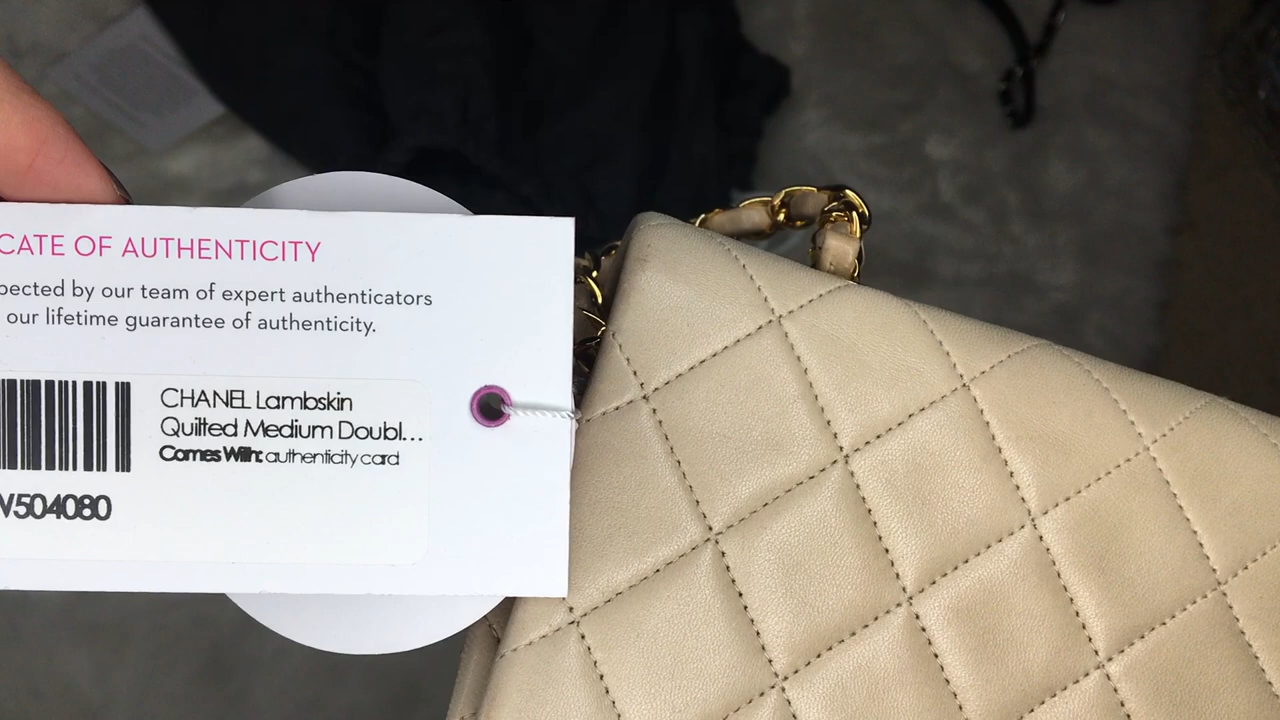 CATE OF AUTHENTICITY
pected by our team of expert authenticators
our lifetime guarantee of authenticity.
CHANEL Lambskin
Quilted Medium Doubl...
Comes With: authenticity card
V504080